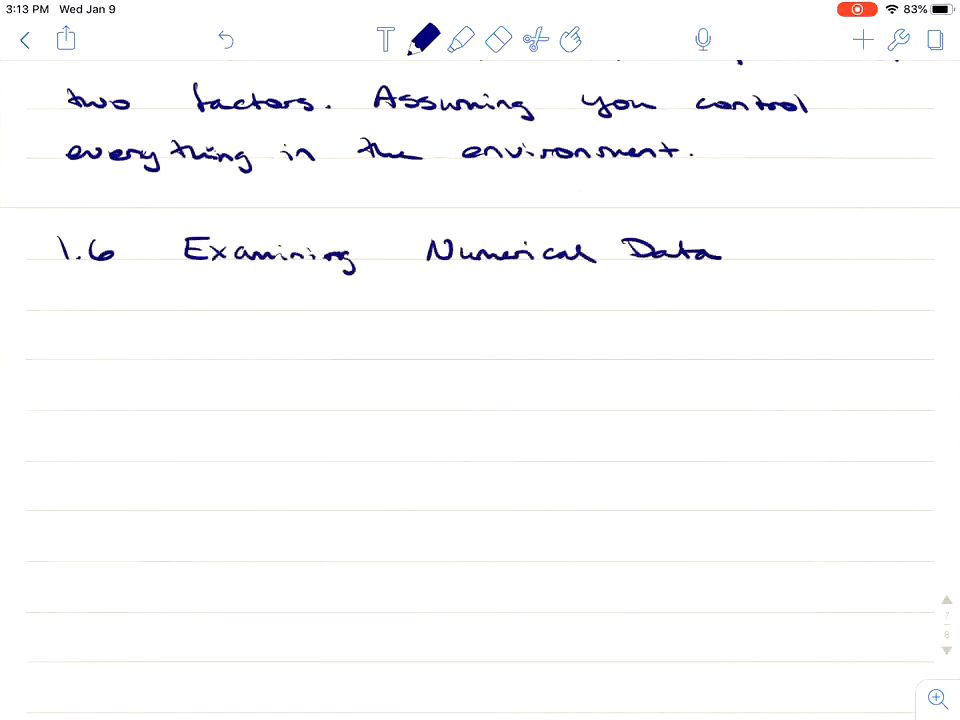 3:13 PM Wed Jan 9 83%
T
two factors. Assuming you control
everything in the environment.
1.6 Examining Numerical Data
7
8